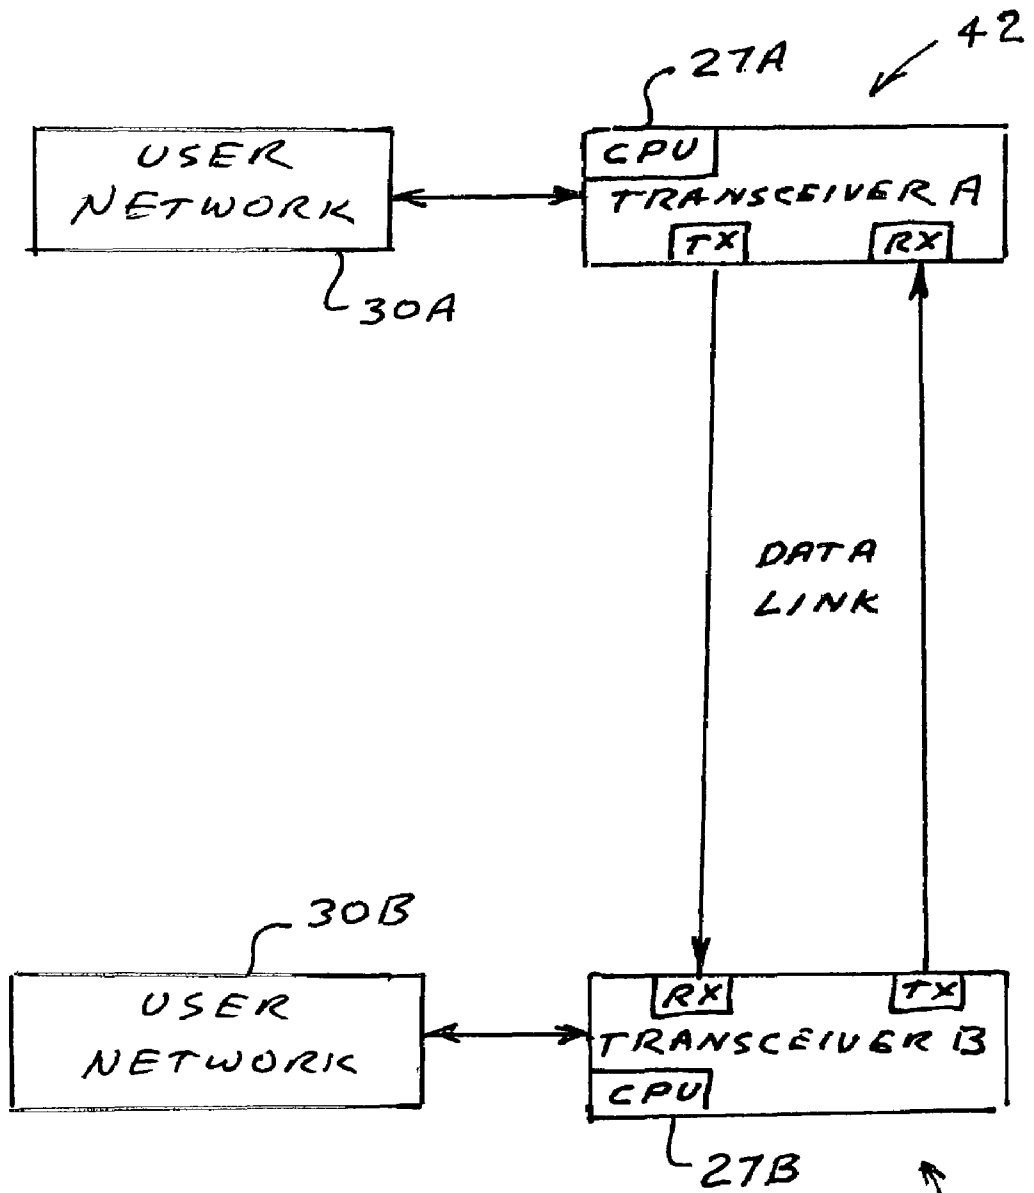 42
27A
USER
NETWORK
CPU
TRANSCEIVER A
TX
RX
30A
DATA
LINK
30B
USER
NETWORK
RX
TX
TRANSCEIVER B
CPU
27B